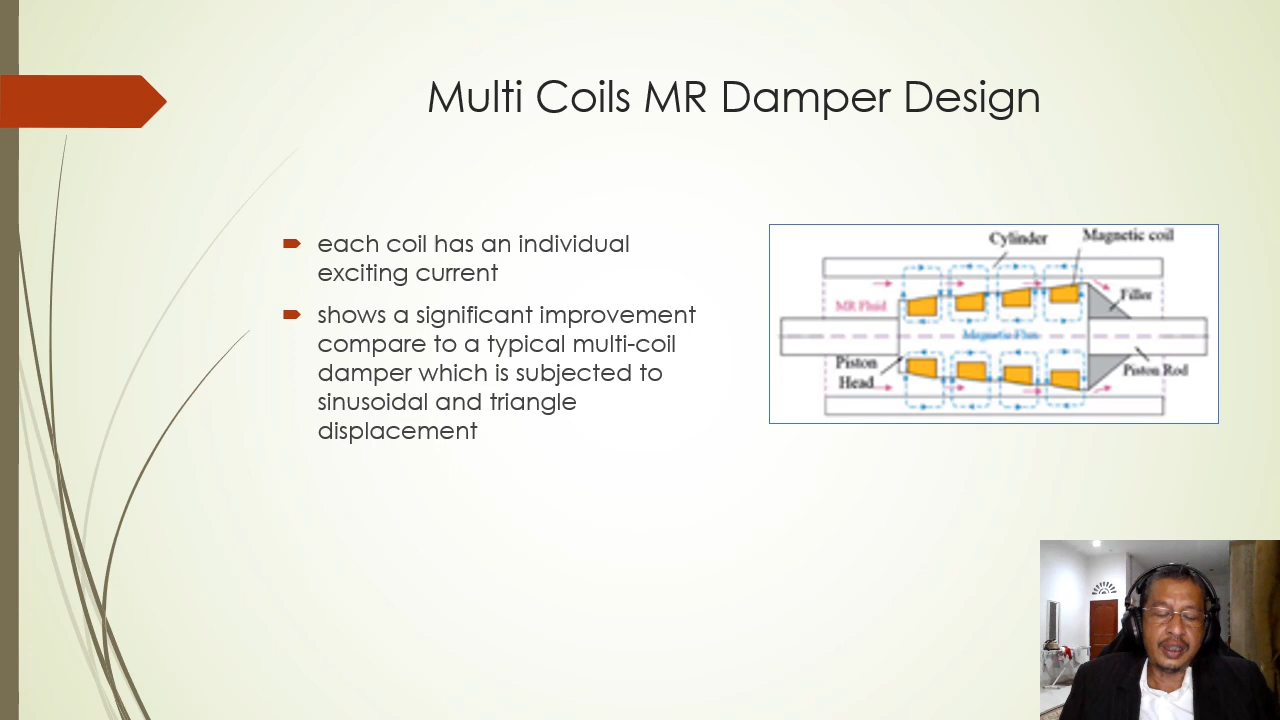 Multi Coils MR Damper Design
each coil has an individual
exciting current
shows a significant improvement
compare to a typical multi-coil
damper which is subjected to
sinusoidal and triangle
displacement
Cylinder
Magnetic coil
MR Fluid
Filler
Magnetic Flux
Piston
Head
Piston Rod